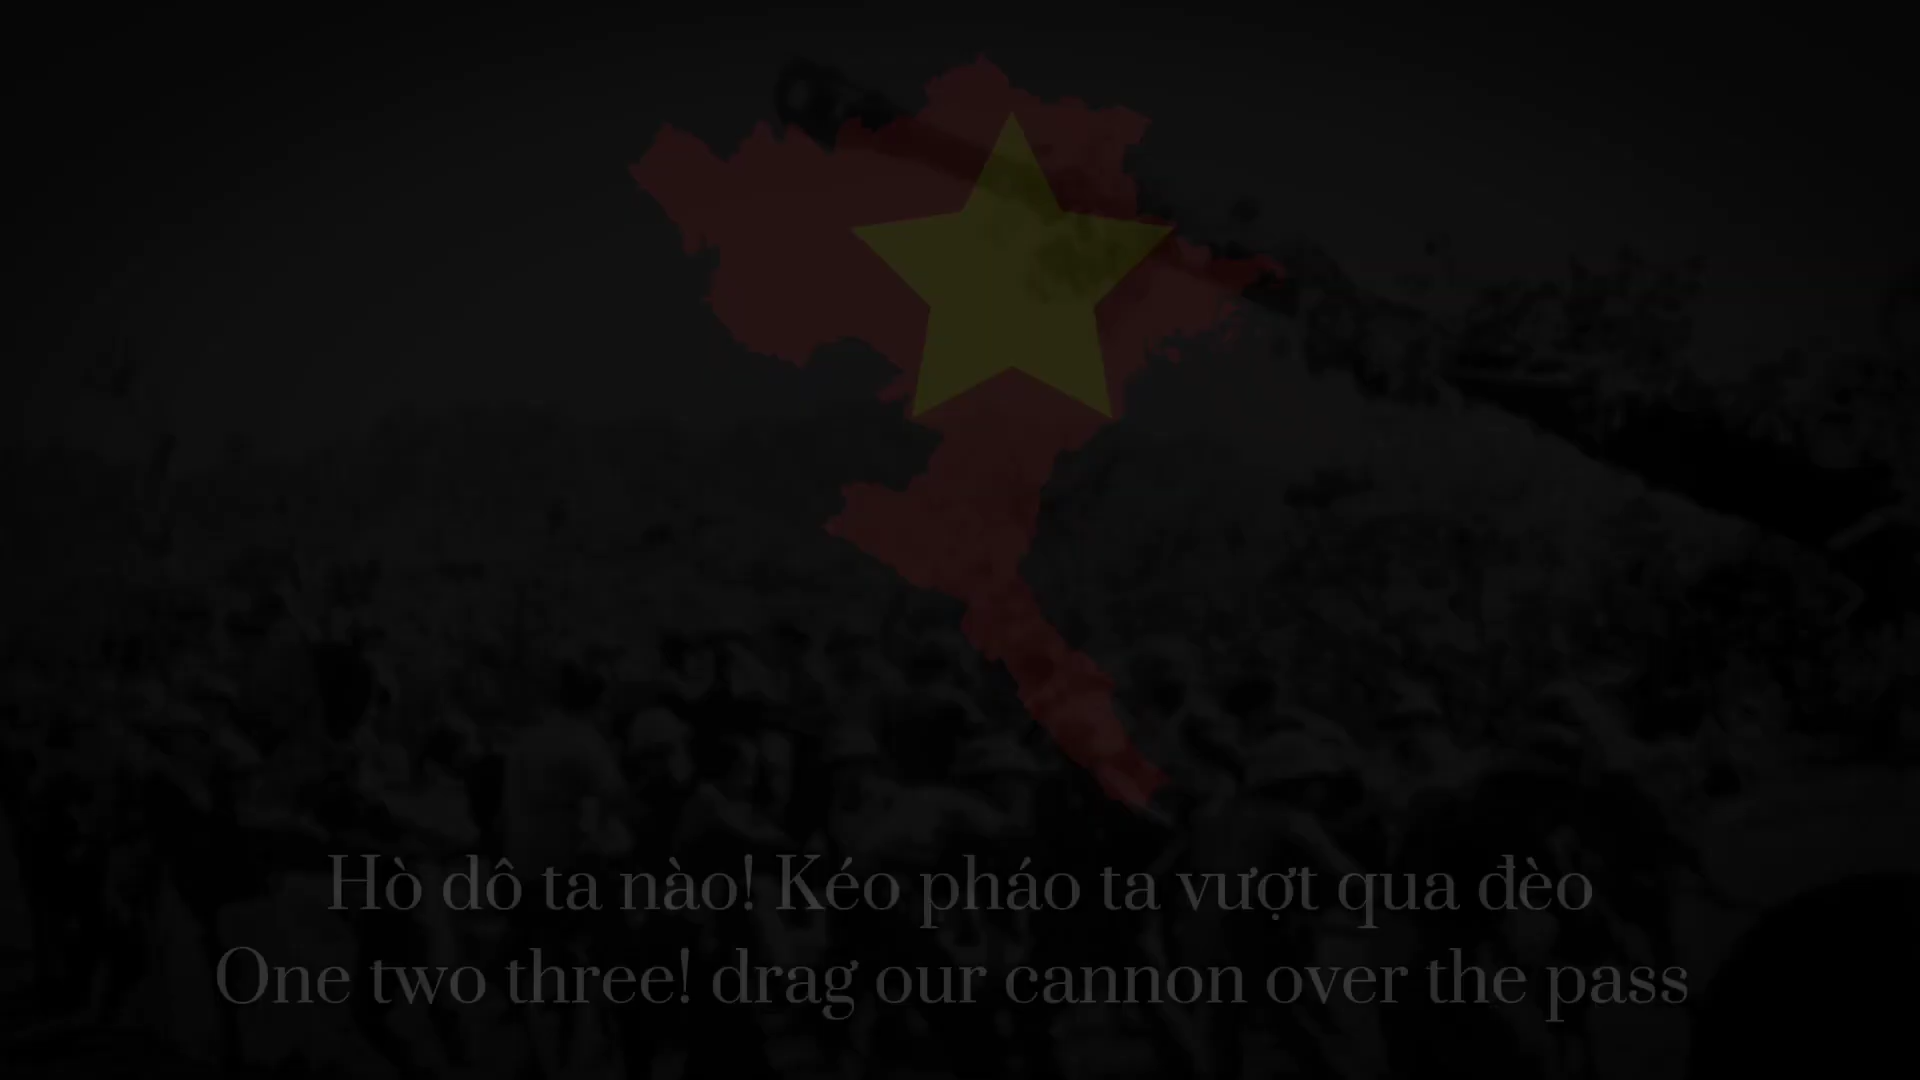 Hò dô ta nào! Kéo pháo ta vượt qua đèo
One two three! drag our cannon over the pass